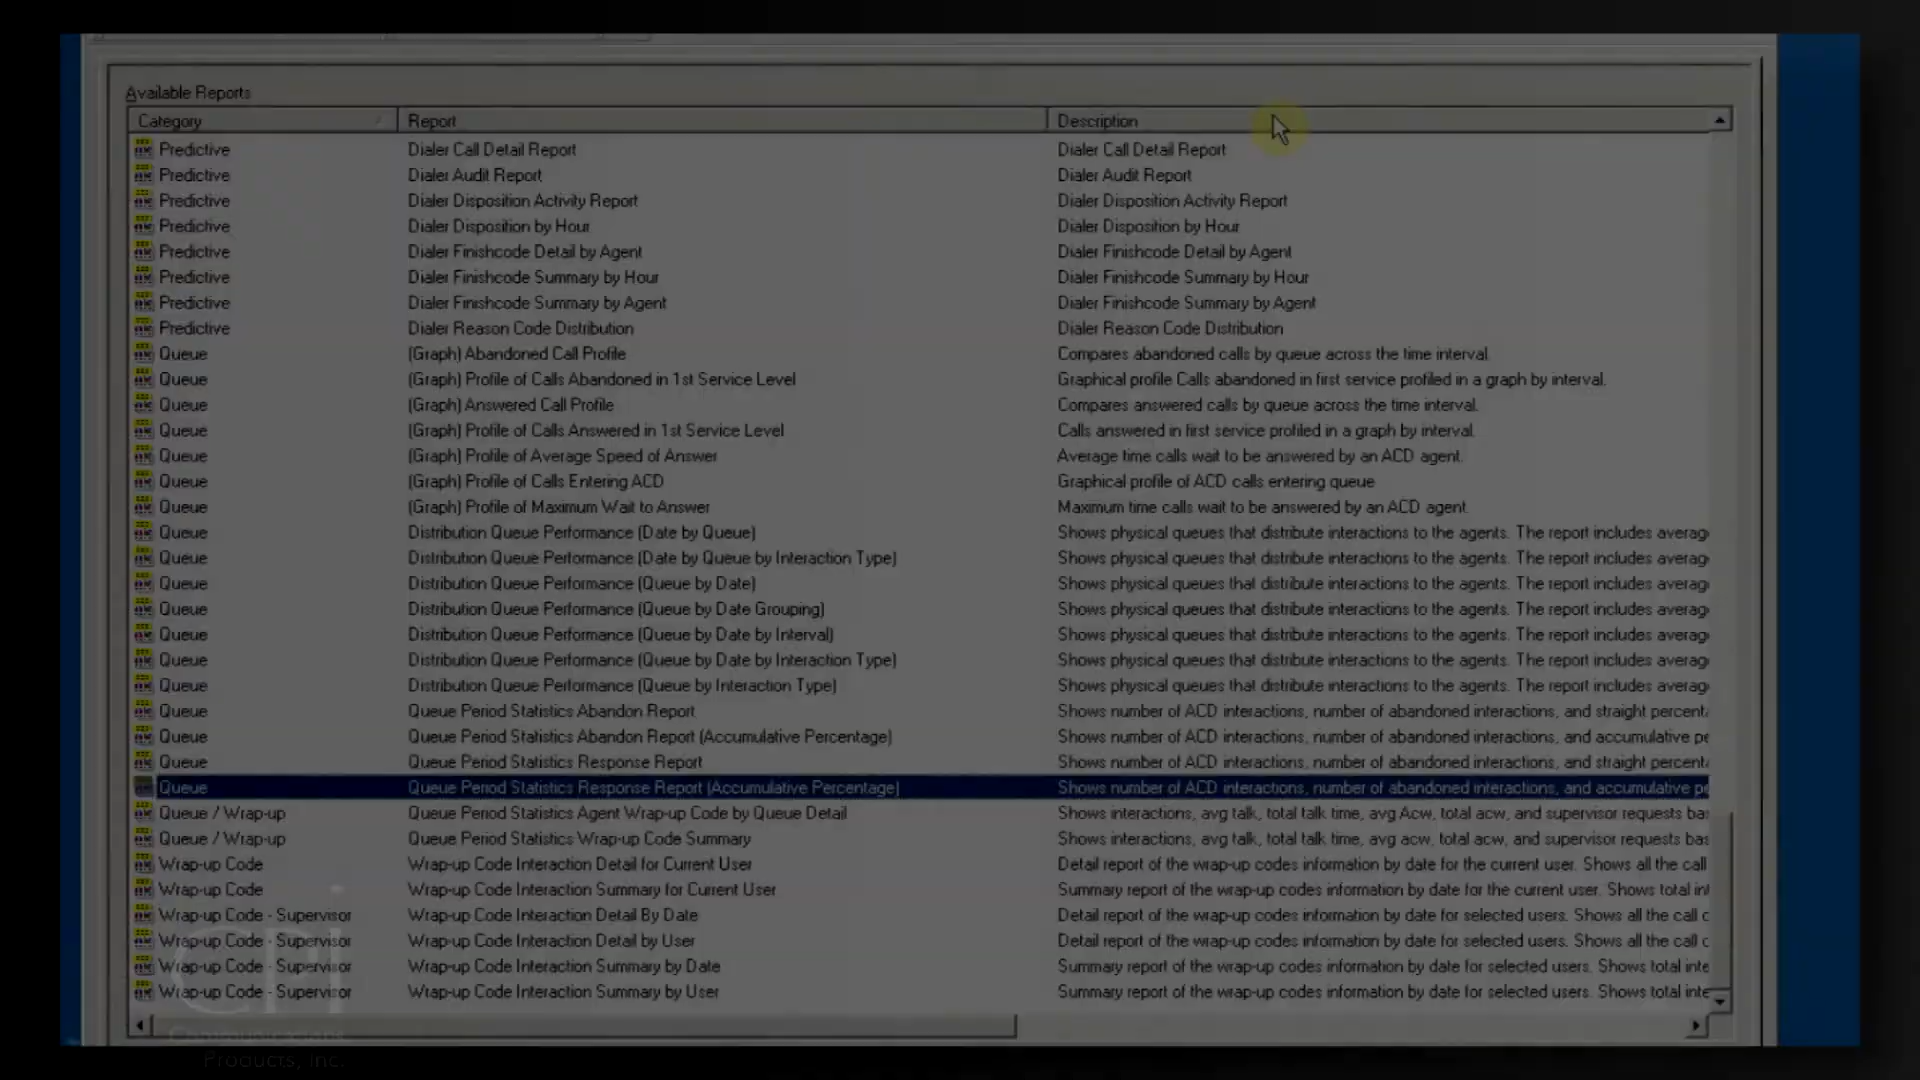 Available Reports
Category Report Description
Predictive Dialer Call Detail Report Dialer Call Detail Report
Predictive Dialer Audit Report Dialer Audit Report
Predictive Dialer Disposition Activity Report Dialer Disposition Activity Report
Predictive Dialer Disposition by Hour Dialer Disposition by Hour
Predictive Dialer Finishcode Detail by Agent Dialer Finishcode Detail by Agent
Predictive Dialer Finishcode Summary by Hour Dialer Finishcode Summary by Hour
Predictive Dialer Finishcode Summary by Agent Dialer Finishcode Summary by Agent
Predictive Dialer Reason Code Distribution Dialer Reason Code Distribution
Queue (Graph) Abandoned Call Profile Compares abandoned calls by queue across the time interval.
Queue (Graph) Profile of Calls Abandoned in 1st Service Level Graphical profile Calls abandoned in first service profiled in a graph by interval.
Queue (Graph) Answered Call Profile Compares answered calls by queue across the time interval.
Queue (Graph) Profile of Calls Answered in 1st Service Level Calls answered in first service profiled in a graph by interval.
Queue (Graph) Profile of Average Speed of Answer Average time calls wait to be answered by an ACD agent.
Queue (Graph) Profile of Calls Entering ACD Graphical profile of ACD calls entering queue
Queue (Graph) Profile of Maximum Wait to Answer Maximum time calls wait to be answered by an ACD agent.
Queue Distribution Queue Performance (Date by Queue) Shows physical queues that distribute interactions to the agents. The report includes averag
Queue Distribution Queue Performance (Date by Queue by Interaction Type) Shows physical queues that distribute interactions to the agents. The report includes averag
Queue Distribution Queue Performance (Queue by Date) Shows physical queues that distribute interactions to the agents. The report includes averag
Queue Distribution Queue Performance (Queue by Date Grouping) Shows physical queues that distribute interactions to the agents. The report includes averag
Queue Distribution Queue Performance (Queue by Date by Interval) Shows physical queues that distribute interactions to the agents. The report includes averag
Queue Distribution Queue Performance (Queue by Date by Interaction Type) Shows physical queues that distribute interactions to the agents. The report includes averag
Queue Distribution Queue Performance (Queue by Interaction Type) Shows physical queues that distribute interactions to the agents. The report includes averag
Queue Queue Period Statistics Abandon Report Shows number of ACD interactions, number of abandoned interactions, and straight percent
Queue Queue Period Statistics Abandon Report (Accumulative Percentage) Shows number of ACD interactions, number of abandoned interactions, and accumulative pe
Queue Queue Period Statistics Response Report Shows number of ACD interactions, number of abandoned interactions, and straight percent
Queue Queue Period Statistics Response Report (Accumulative Percentage) Shows number of ACD interactions, number of abandoned interactions, and accumulative pe
Queue / Wrap-up Queue Period Statistics Agent Wrap-up Code by Queue Detail Shows interactions, avg talk, total talk time, avg Acw, total acw, and supervisor requests bas
Queue / Wrap-up Queue Period Statistics Wrap-up Code Summary Shows interactions, avg talk, total talk time, avg acw, total acw, and supervisor requests bas
Wrap-up Code Wrap-up Code Interaction Detail for Current User Detail report of the wrap-up codes information by date for the current user. Shows all the call
Wrap-up Code Wrap-up Code Interaction Summary for Current User Summary report of the wrap-up codes information by date for the current user. Shows total int
Wrap-up Code - Supervisor Wrap-up Code Interaction Detail By Date Detail report of the wrap-up codes information by date for selected users. Shows all the call c
Wrap-up Code - Supervisor Wrap-up Code Interaction Detail by User Detail report of the wrap-up codes information by date for selected users. Shows all the call c
Wrap-up Code - Supervisor Wrap-up Code Interaction Summary by Date Summary report of the wrap-up codes information by date for selected users. Shows total inte
Wrap-up Code - Supervisor Wrap-up Code Interaction Summary by User Summary report of the wrap-up codes information by date for selected users. Shows total inte
CPI
Communications
Products, Inc.